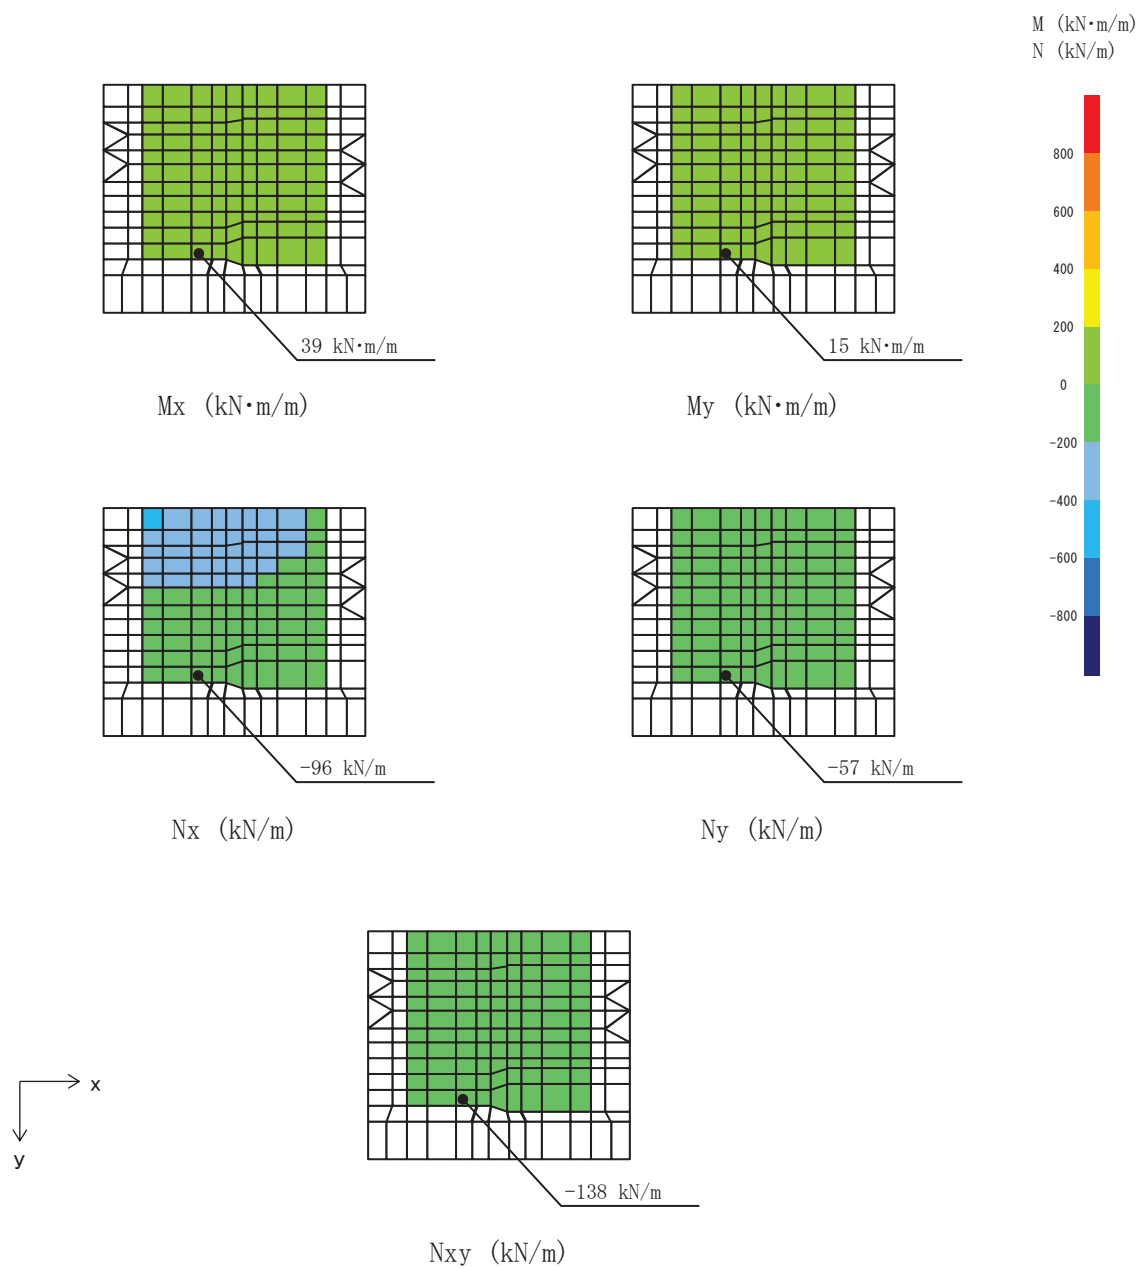 M (kN·m/m)
N (kN/m)
800
600
400
200
0
-200
-400
-600
-800
39 kN·m/m
15 kN·m/m
Mx (kN·m/m)
My (kN·m/m)
-96 kN/m
-57 kN/m
Nx (kN/m)
Ny (kN/m)
x
y
-138 kN/m
Nxy (kN/m)